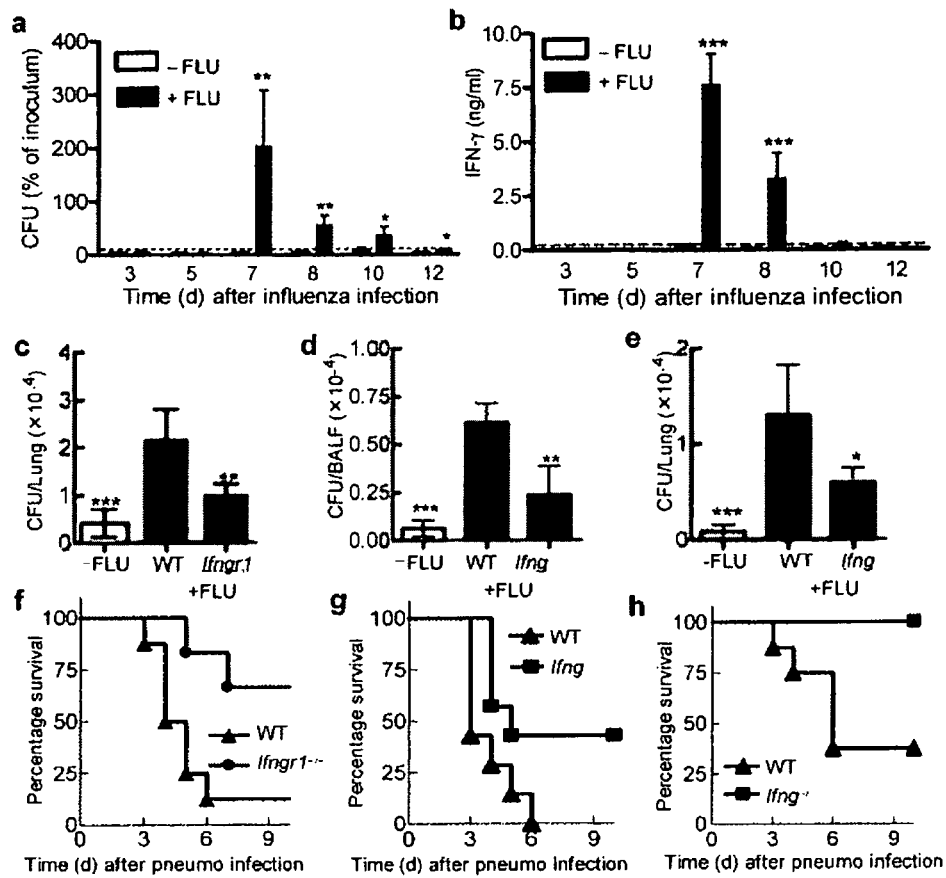 a
400
300
200
100
0
CFU (% of inoculum)
− FLU
+ FLU
**
**
*
*
3 5 7 8 10 12
Time (d) after influenza infection
b
10.0
7.5
5.0
2.5
0.0
IFN-γ (ng/ml)
− FLU
+ FLU
***
***
3 5 7 8 10 12
Time (d) after influenza infection
c
4
3
2
1
0
CFU/Lung (×10⁻⁴)
***
**
−FLU WT Ifngr1
+FLU
d
1.00
0.75
0.50
0.25
0.00
CFU/BALF (×10⁻⁴)
***
**
−FLU WT Ifng
e
2
1
0
CFU/Lung (×10⁻⁴)
***
*
-FLU WT Ifng
+FLU
f
100
75
50
25
0
Percentage survival
WT
Ifngr1⁻/⁻
0 3 6 9
Time (d) after pneumo infection
g
100
75
50
25
0
Percentage survival
WT
Ifng
0 3 6 9
Time (d) after pneumo infection
h
100
75
50
25
0
Percentage survival
WT
0 3 6 9
Time (d) after pneumo infection